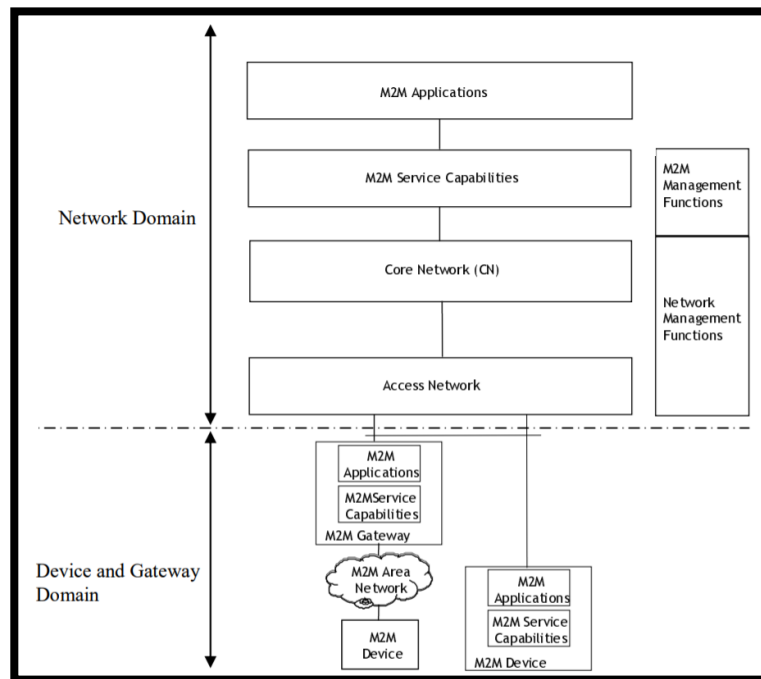 M2M Applications
M2M Service Capabilities
M2M
Management
Functions
Network Domain
Core Network (CN)
Network
Management
Functions
Access Network
M2M
Applications
M2MService
Capabilities
M2M Gateway
Device and Gateway
Domain
M2M Area
Network
M2M
Device
M2M
Applications
M2M Service
Capabilities
M2M Device